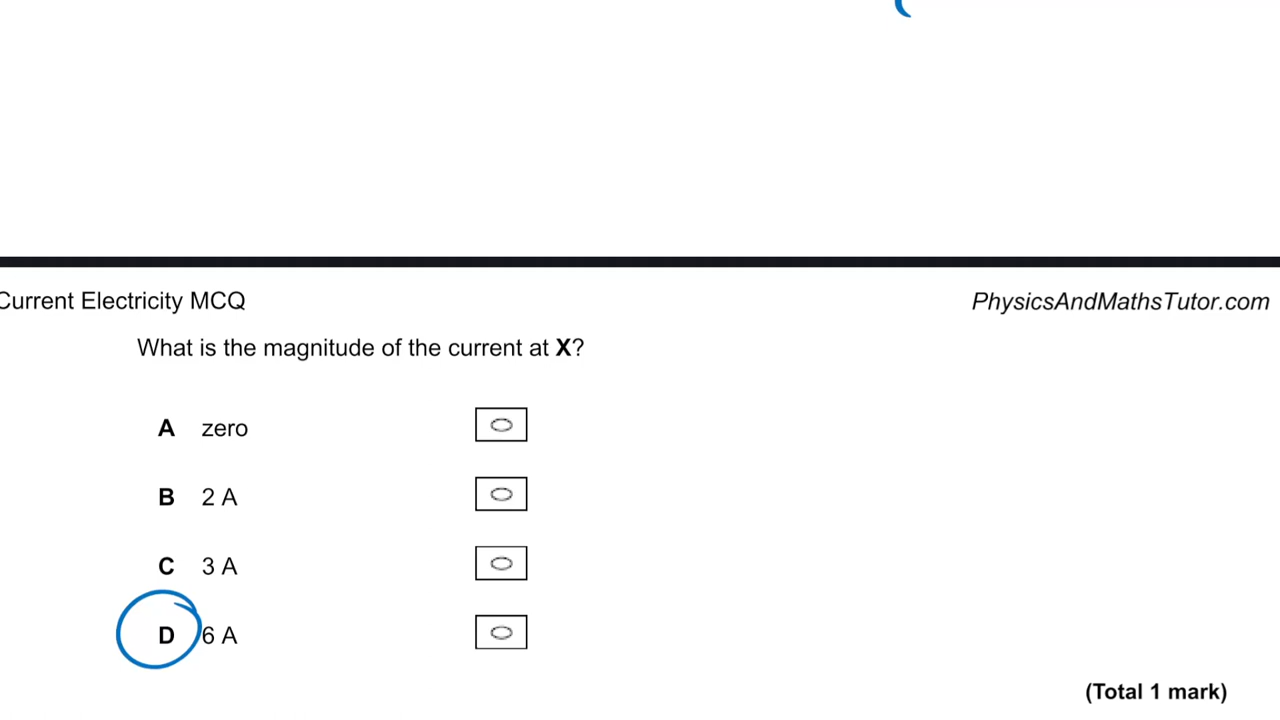 Current Electricity MCQ
PhysicsAndMathsTutor.com
What is the magnitude of the current at X?
A zero
B 2 A
C 3 A
D 6 A
(Total 1 mark)